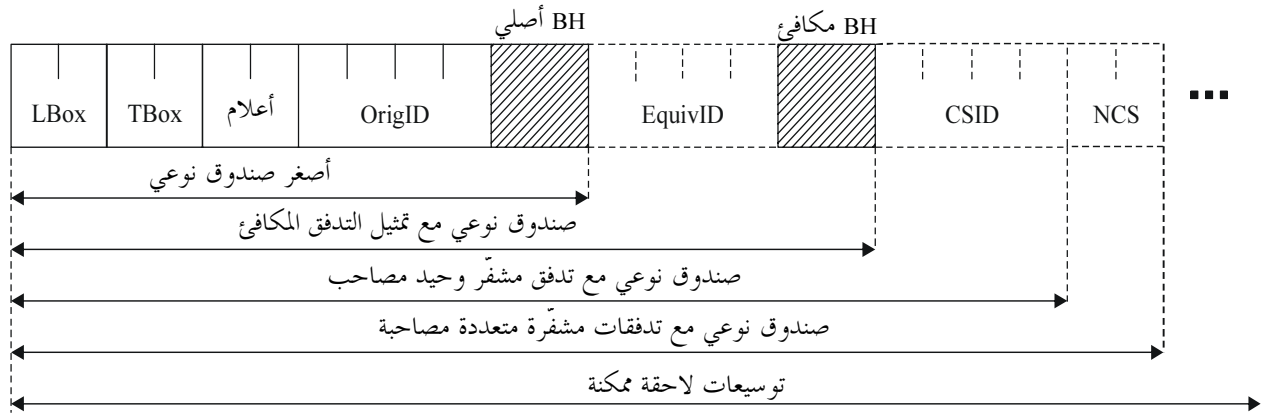 BH أصلي
BH مكافئ
LBox TBox أعلام OrigID EquivID CSID NCS ...
أصغر صندوق نوعي
صندوق نوعي مع تمثيل التدفق المكافئ
صندوق نوعي مع تدفق مشفّر وحيد مصاحب
صندوق نوعي مع تدفقات مشفّرة متعددة مصاحبة
توسيعات لاحقة ممكنة